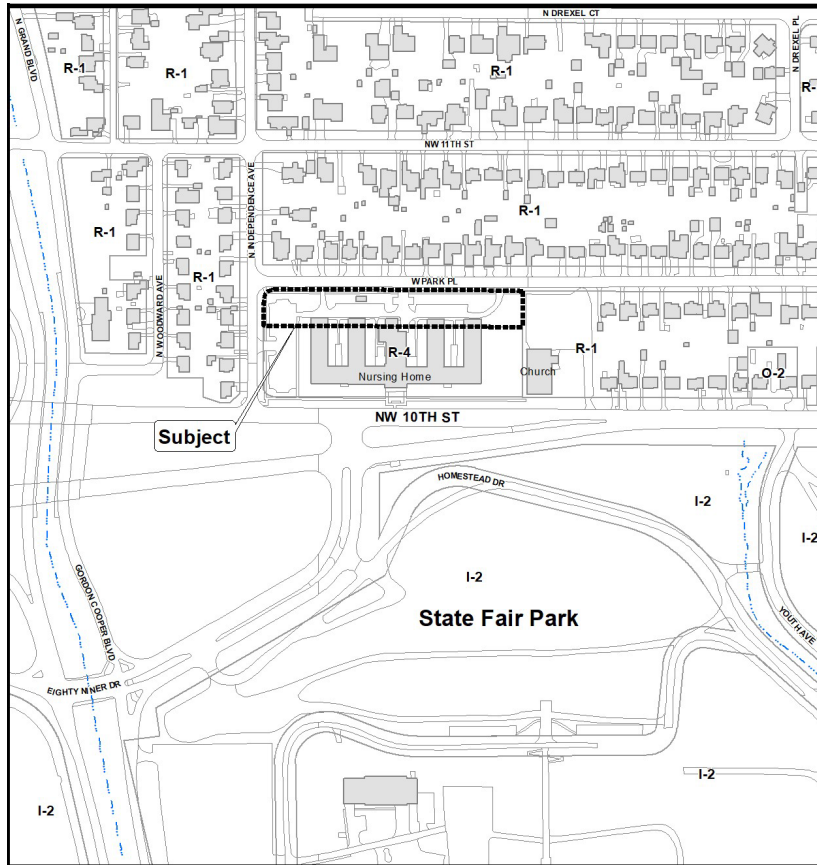 N DREXEL CT
N GRAND BLVD
R-1
R-1
R-1
N DREXEL PL
R-
NW 11TH ST
N INDEPENDENCE AVE
R-1
R-1
R-1
N WOODWARD AVE
W PARK PL
R-4
Nursing Home
R-1
Church
O-2
NW 10TH ST
Subject
HOMESTEAD DR
I-2
I-2
I-2
State Fair Park
GORDON COOPER BLVD
YOUTH AVE
EIGHTY NINER DR
I-2
I-2